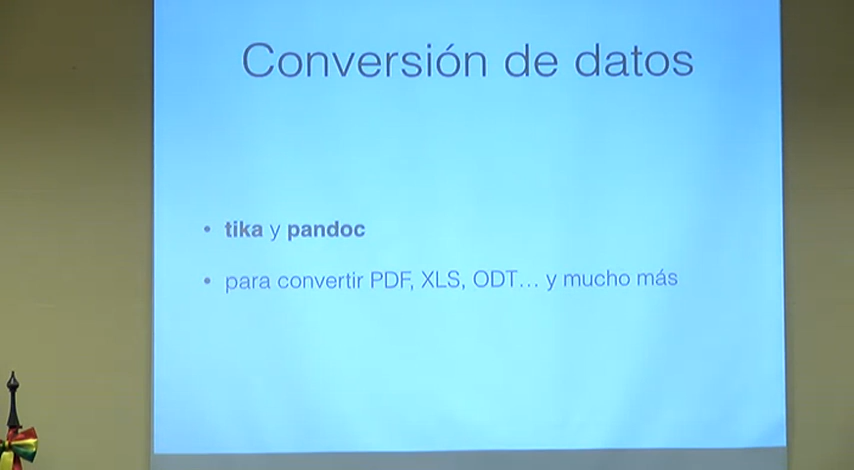 Conversión de datos
• tika y pandoc
• para convertir PDF, XLS, ODT... y mucho más